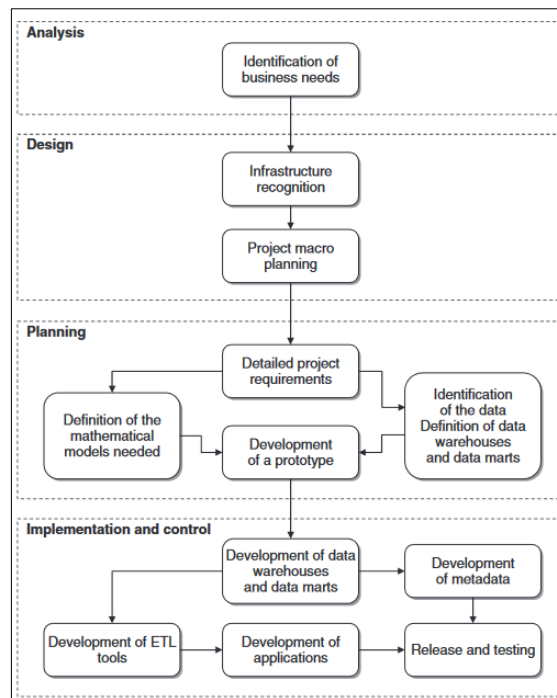 Analysis
Identification of
business needs
Design
Infrastructure
recognition
Project macro
planning
Planning
Detailed project
requirements
Definition of the
mathematical
models needed
Development
of a prototype
Identification
of the data
Definition of data
warehouses
and data marts
Implementation and control
Development of data
warehouses
and data marts
Development
of metadata
Development of ETL
tools
Development of
applications
Release and testing